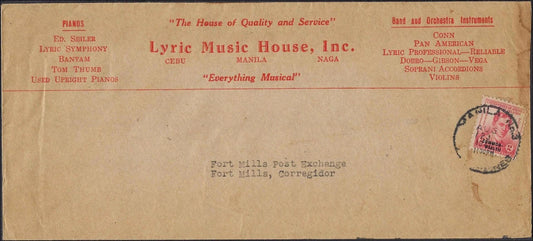 PIANOS
ED. SEILER
LYRIC SYMPHONY
BANTAM
TOM THUMB
USED UPRIGHT PIANOS
"The House of Quality and Service"
Lyric Music House, Inc.
CEBU MANILA NAGA
"Everything Musical"
Band and Orchestra Instruments
CONN
PAN AMERICAN
LYRIC PROFESSIONAL—RELIABLE
DOBRO—GIBSON—VEGA
SOPRANI ACCORDIONS
VIOLINS
MANILA
Fort Mills Post Exchange
Fort Mills, Corregidor